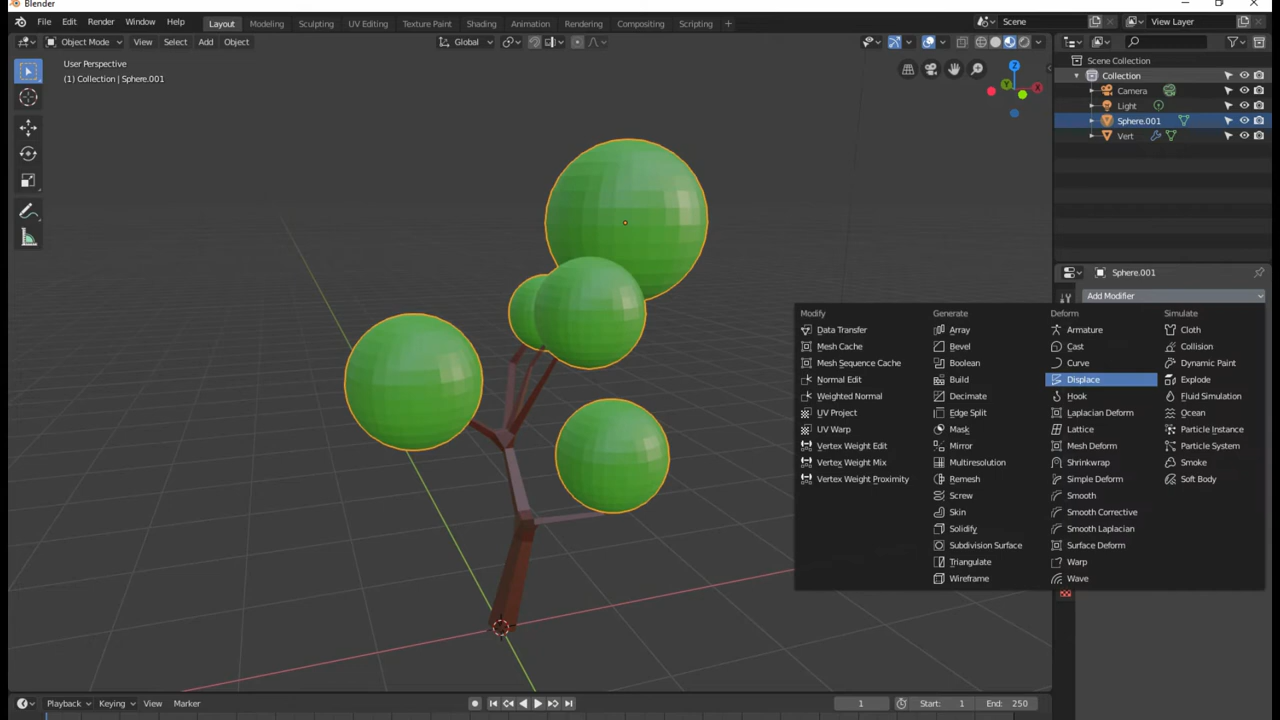 Blender
File Edit Render Window Help
Layout Modeling Sculpting UV Editing Texture Paint Shading Animation Rendering Compositing Scripting +
Scene
View Layer
Object Mode View Select Add Object
Global
User Perspective
(1) Collection | Sphere.001
Z
Y
X
Scene Collection
Collection
Camera
Light
Sphere.001
Vert
Sphere.001
Add Modifier
Modify
Data Transfer
Mesh Cache
Mesh Sequence Cache
Normal Edit
Weighted Normal
UV Project
UV Warp
Vertex Weight Edit
Vertex Weight Mix
Vertex Weight Proximity
Generate
Array
Bevel
Boolean
Build
Decimate
Edge Split
Mask
Mirror
Multiresolution
Remesh
Screw
Skin
Solidify
Subdivision Surface
Triangulate
Wireframe
Deform
Armature
Cast
Curve
Displace
Hook
Laplacian Deform
Lattice
Mesh Deform
Shrinkwrap
Simple Deform
Smooth
Smooth Corrective
Smooth Laplacian
Surface Deform
Warp
Wave
Simulate
Cloth
Collision
Dynamic Paint
Explode
Fluid Simulation
Ocean
Particle Instance
Particle System
Smoke
Soft Body
Playback Keying View Marker
1
Start: 1
End: 250